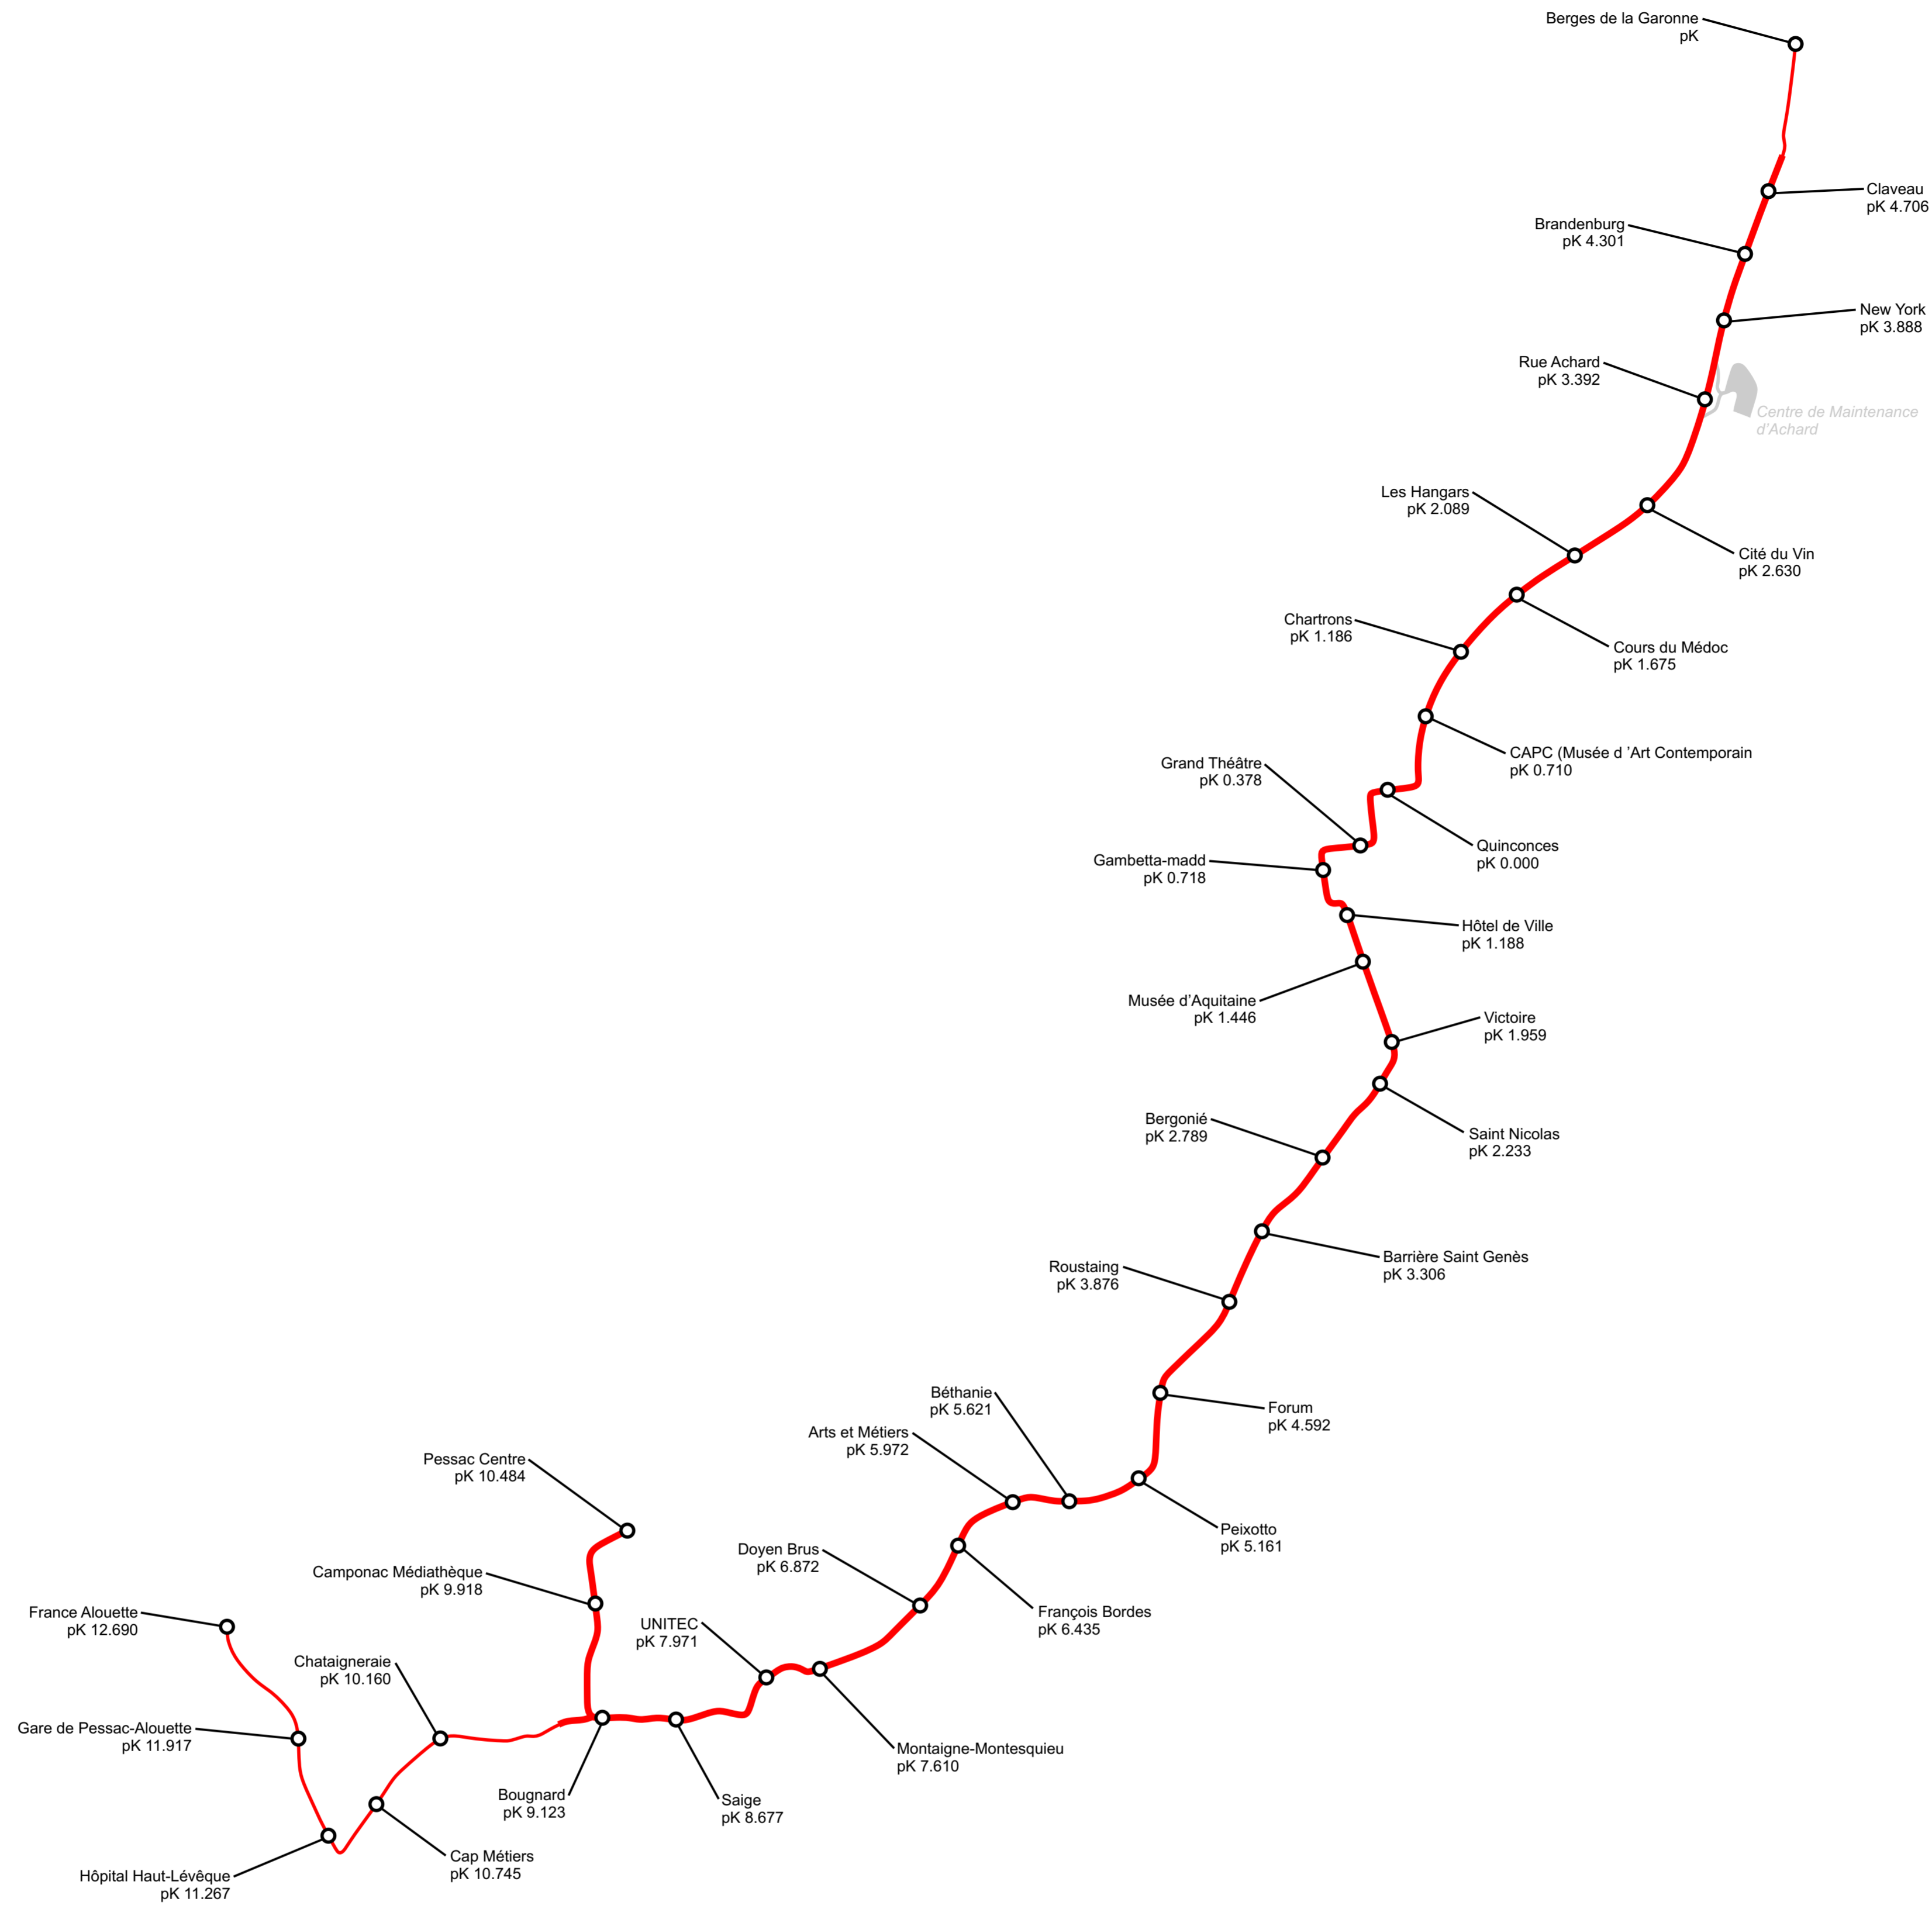 Berges de la Garonne
pK
Claveau
pK 4.706
Brandenburg
pK 4.301
New York
pK 3.888
Rue Achard
pK 3.392
Centre de Maintenance
d’Achard
Les Hangars
pK 2.089
Cité du Vin
pK 2.630
Chartrons
pK 1.186
Cours du Médoc
pK 1.675
CAPC (Musée d ’Art Contemporain
pK 0.710
Grand Théâtre
pK 0.378
Quinconces
pK 0.000
Gambetta-madd
pK 0.718
Hôtel de Ville
pK 1.188
Musée d’Aquitaine
pK 1.446
Victoire
pK 1.959
Bergonié
pK 2.789
Saint Nicolas
pK 2.233
Barrière Saint Genès
pK 3.306
Roustaing
pK 3.876
Béthanie
pK 5.621
Forum
pK 4.592
Arts et Métiers
pK 5.972
Pessac Centre
pK 10.484
Peixotto
pK 5.161
Doyen Brus
pK 6.872
Camponac Médiathèque
pK 9.918
François Bordes
pK 6.435
France Alouette
pK 12.690
UNITEC
pK 7.971
Chataigneraie
pK 10.160
Gare de Pessac-Alouette
pK 11.917
Montaigne-Montesquieu
pK 7.610
Bougnard
pK 9.123
Saige
pK 8.677
Cap Métiers
pK 10.745
Hôpital Haut-Lévêque
pK 11.267